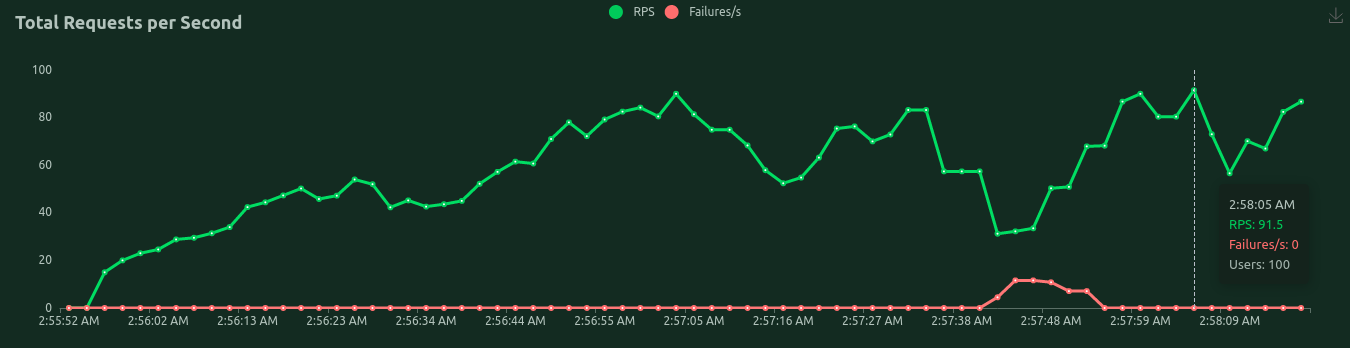 Total Requests per Second
RPS Failures/s
100
80
60
40
20
0
2:58:05 AM
RPS: 91.5
Failures/s: 0
Users: 100
2:55:52 AM 2:56:02 AM 2:56:13 AM 2:56:23 AM 2:56:34 AM 2:56:44 AM 2:56:55 AM 2:57:05 AM 2:57:16 AM 2:57:27 AM 2:57:38 AM 2:57:48 AM 2:57:59 AM 2:58:09 AM